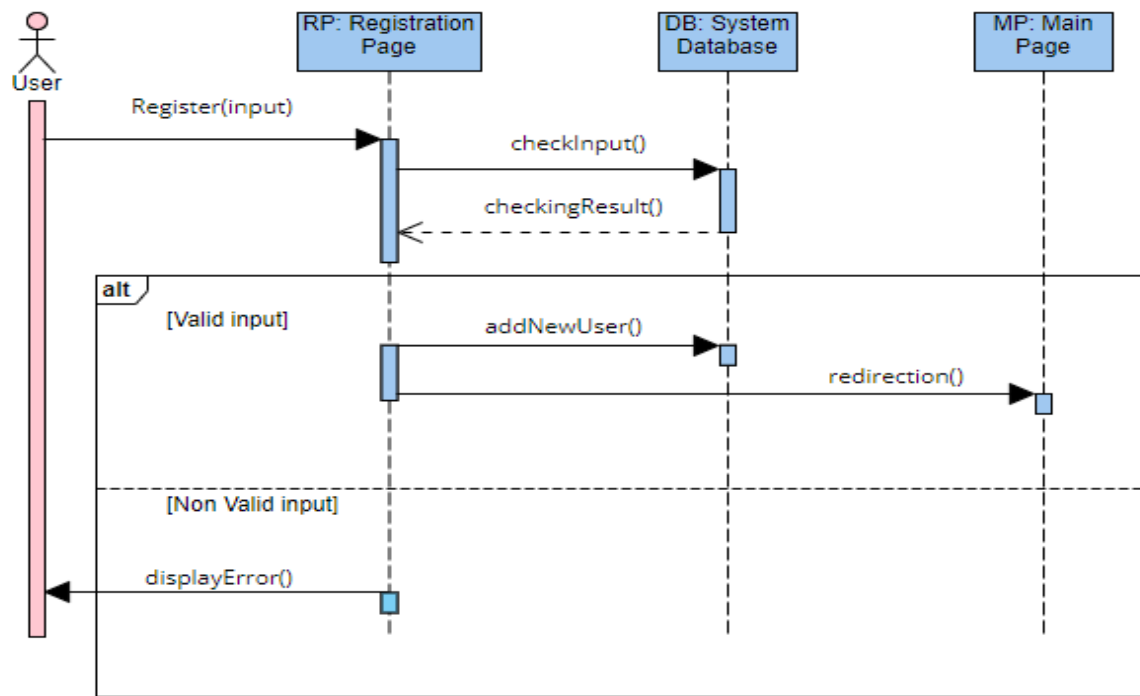 RP: Registration
Page
DB: System
Database
MP: Main
Page
User
Register(input)
checkInput()
checkingResult()
alt
[Valid input]
addNewUser()
redirection()
[Non Valid input]
displayError()